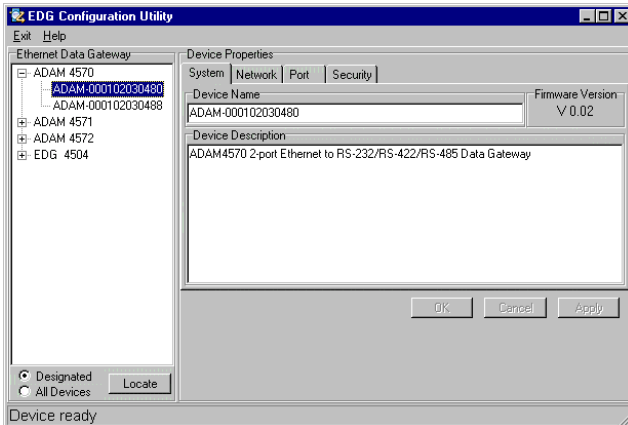 EDG Configuration Utility
Exit Help
Ethernet Data Gateway
ADAM 4570
ADAM-000102030480
ADAM-000102030488
ADAM 4571
ADAM 4572
EDG 4504
Designated
All Devices
Locate
Device Properties
System Network Port Security
Device Name
ADAM-000102030480
Firmware Version
V 0.02
Device Description
ADAM4570 2-port Ethernet to RS-232/RS-422/RS-485 Data Gateway
OK Cancel Apply
Device ready